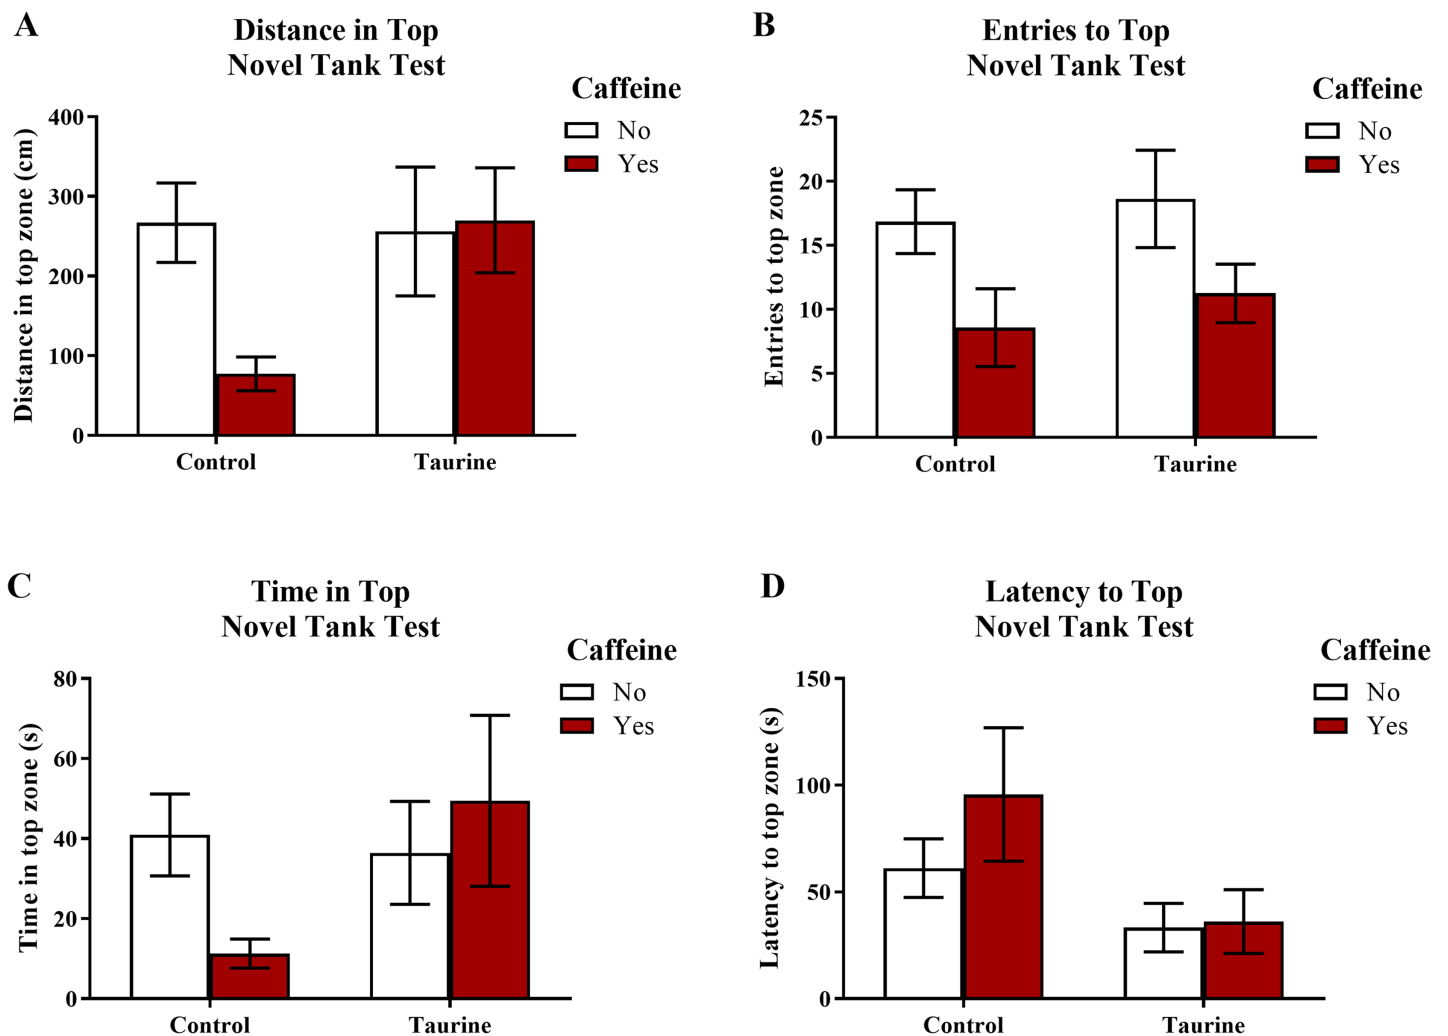 A
Distance in Top
Novel Tank Test
Caffeine
No
Yes
Distance in top zone (cm)
400
300
200
100
0
Control
Taurine
B
Entries to Top
Novel Tank Test
Caffeine
No
Yes
Entries to top zone
25
20
15
10
5
0
Control
Taurine
C
Time in Top
Novel Tank Test
Caffeine
No
Yes
Time in top zone (s)
80
60
40
20
0
Control
Taurine
D
Latency to Top
Novel Tank Test
Caffeine
No
Yes
Latency to top zone (s)
150
100
50
0
Control
Taurine